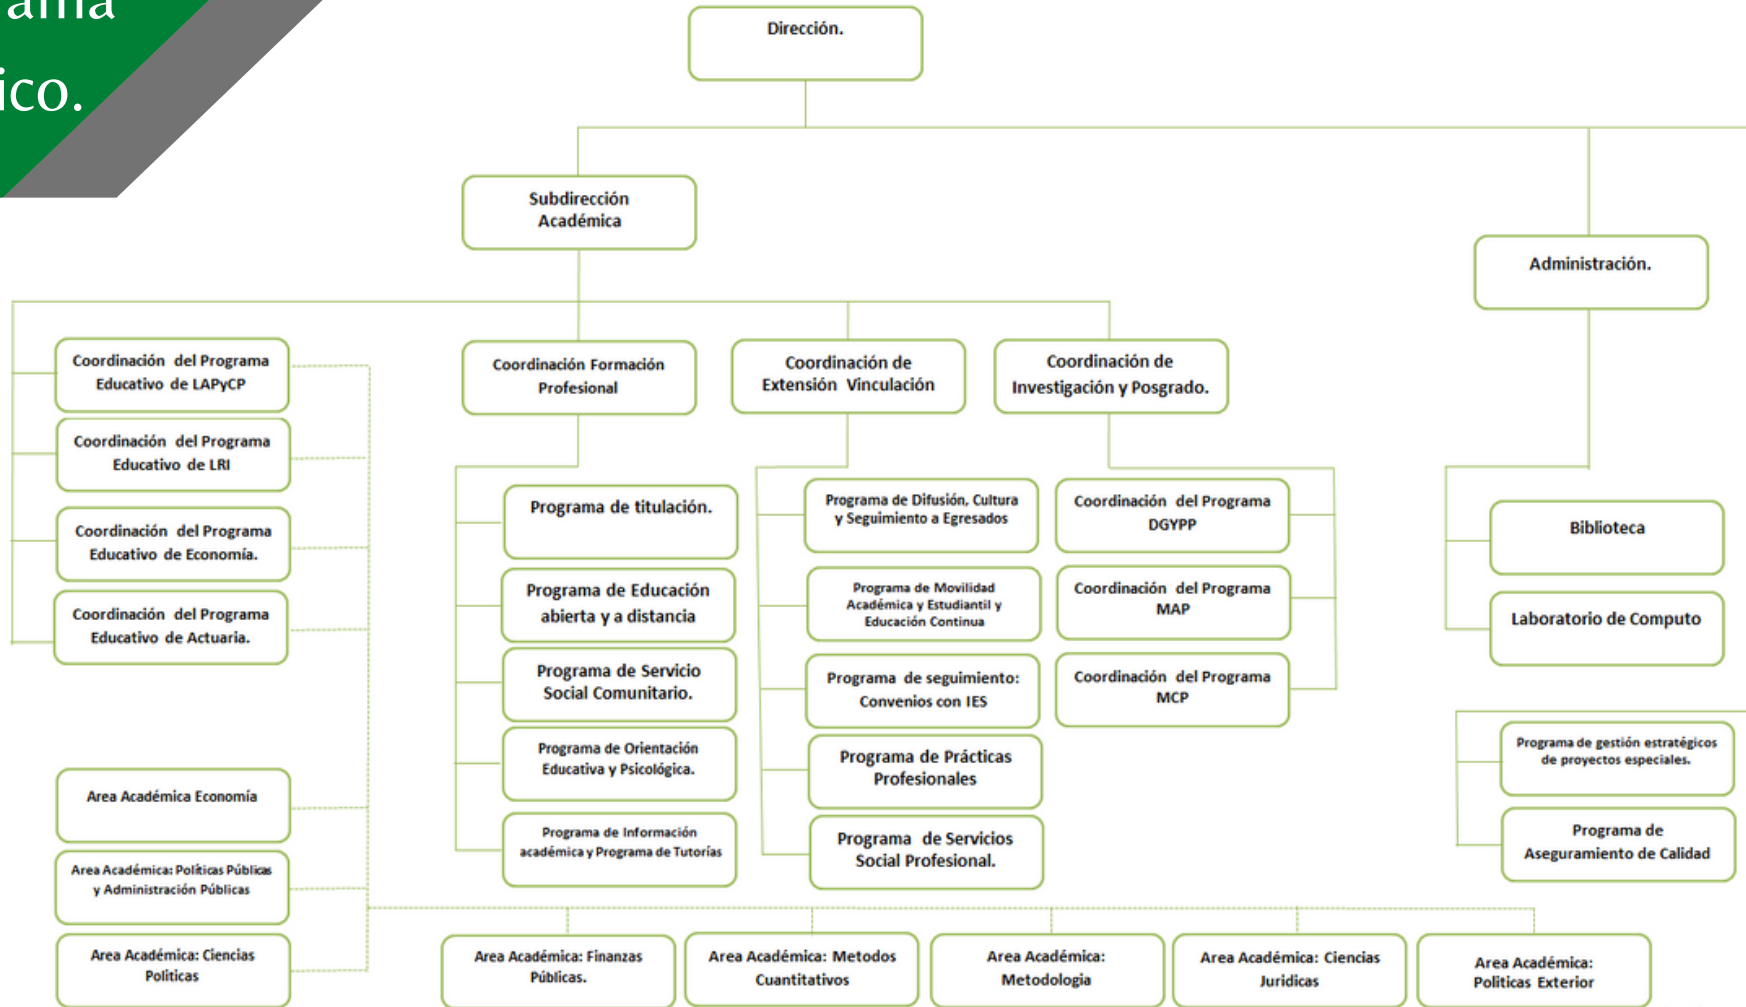 ico.
Dirección.
Subdirección
Académica
Administración.
Coordinación del Programa
Educativo de LAPyCP
Coordinación del Programa
Educativo de LRI
Coordinación del Programa
Educativo de Economía.
Coordinación del Programa
Educativo de Actuaria.
Coordinación Formación
Profesional
Coordinación de
Extensión Vinculación
Coordinación de
Investigación y Posgrado.
Programa de titulación.
Programa de Educación
abierta y a distancia
Programa de Servicio
Social Comunitario.
Programa de Orientación
Educativa y Psicológica.
Programa de Información
académica y Programa de Tutorías
Programa de Difusión, Cultura
y Seguimiento a Egresados
Programa de Movilidad
Académica y Estudiantil y
Educación Continua
Programa de seguimiento:
Convenios con IES
Programa de Prácticas
Profesionales
Programa de Servicios
Social Profesional.
Coordinación del Programa
DGYPP
Coordinación del Programa
MAP
Coordinación del Programa
MCP
Biblioteca
Laboratorio de Computo
Programa de gestión estratégicos
de proyectos especiales.
Programa de
Aseguramiento de Calidad
Area Académica Economía
Area Académica: Políticas Públicas
y Administración Públicas
Area Académica: Ciencias
Politicas
Area Académica: Finanzas
Públicas.
Area Académica: Metodos
Cuantitativos
Area Académica:
Metodologia
Area Académica: Ciencias
Juridicas
Area Académica:
Politicas Exterior